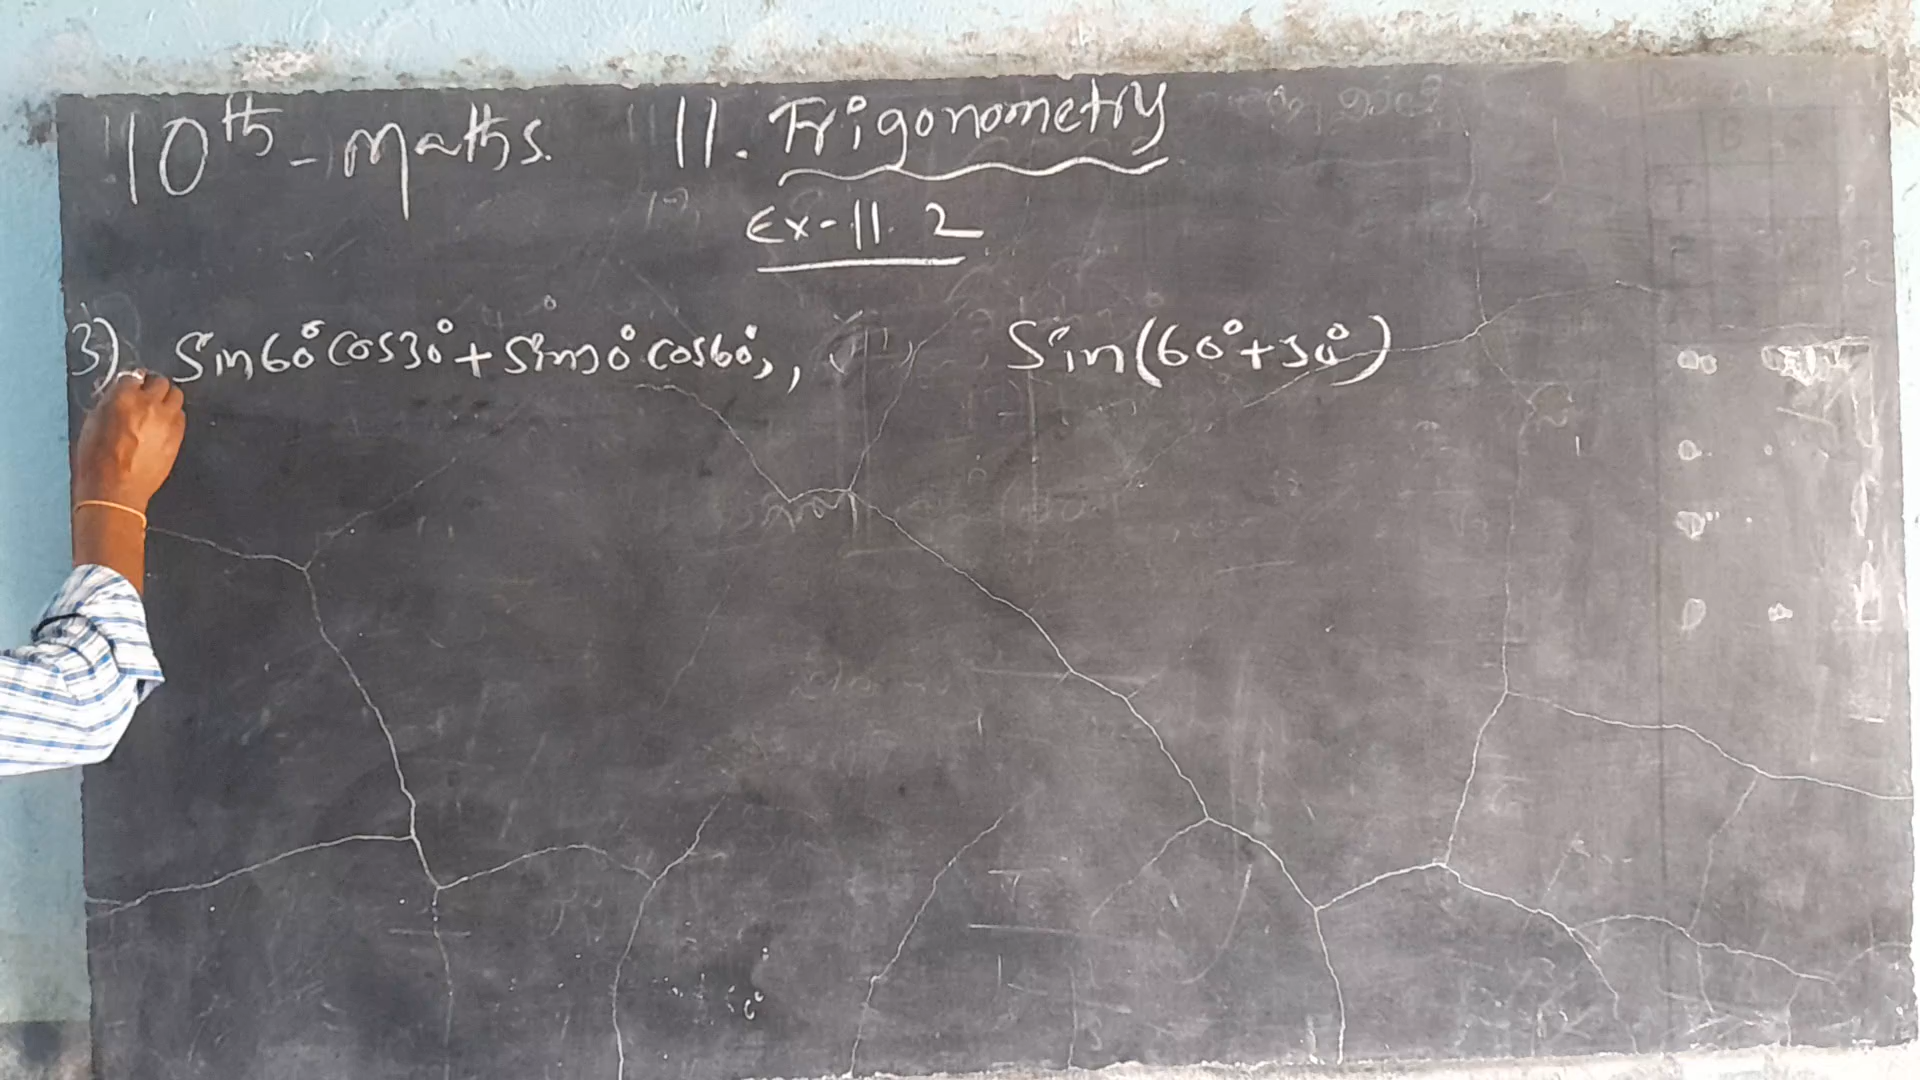 10th - Maths. 11. Trigonometry
Ex-11.2
3). Sin60° Cos30° + Sin30° Cos60°, , Sin(60°+30°)